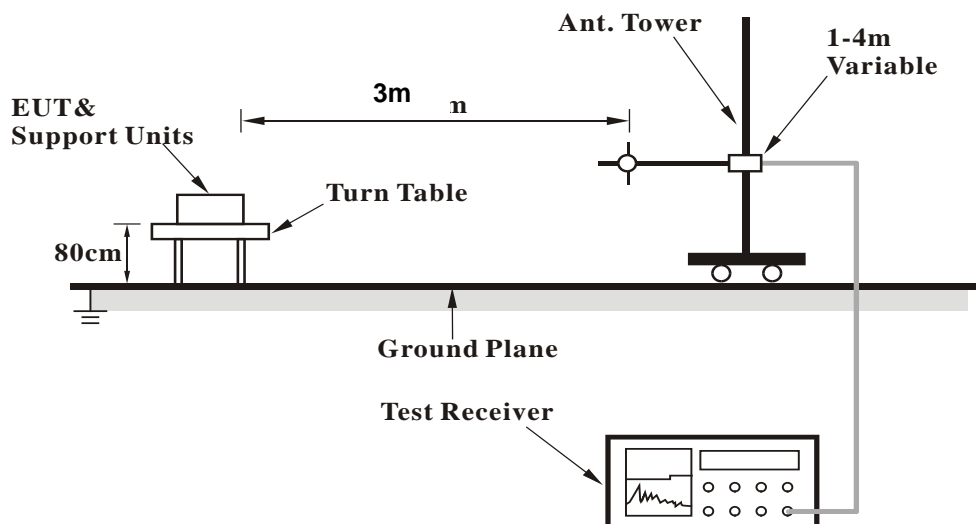 Ant. Tower
1-4m
Variable
3m
m
EUT&
Support Units
Turn Table
80cm
Ground Plane
Test Receiver